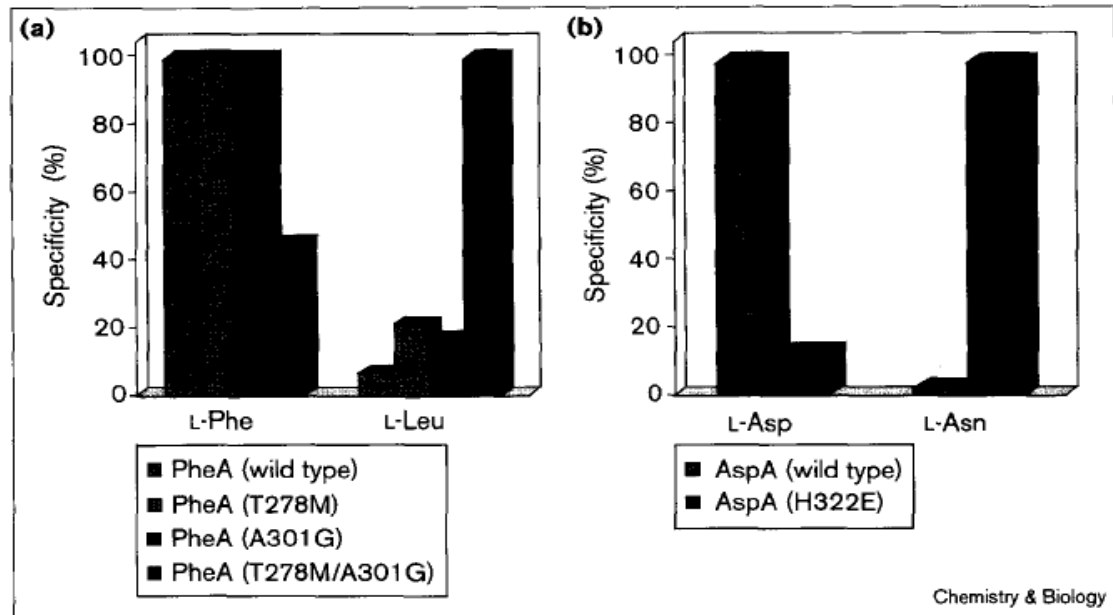 (a)
100
80
60
40
20
0
Specificity (%)
L-Phe L-Leu
PheA (wild type)
PheA (T278M)
PheA (A301G)
PheA (T278M/A301G)
(b)
100
80
60
40
20
0
Specificity (%)
L-Asp L-Asn
AspA (wild type)
AspA (H322E)
Chemistry & Biology